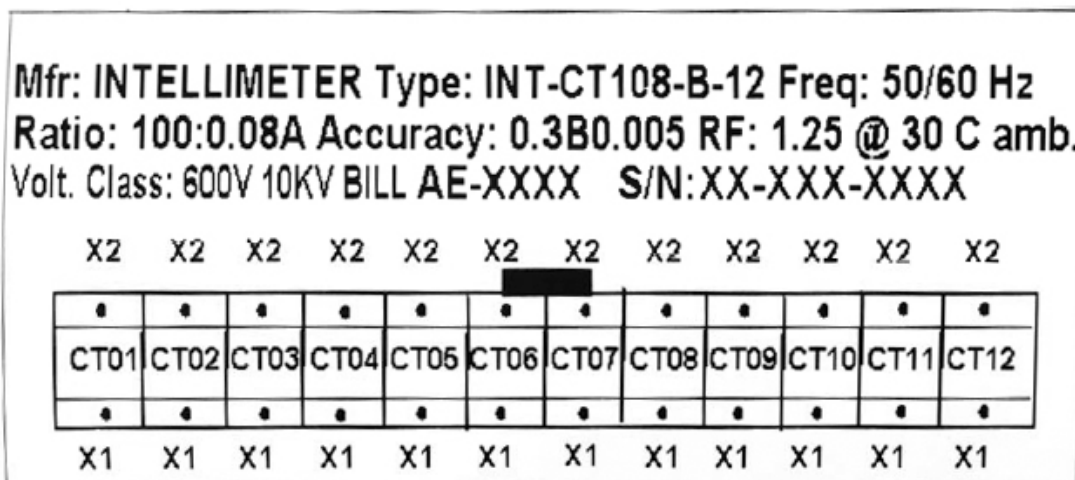 Mfr: INTELLIMETER Type: INT-CT108-B-12 Freq: 50/60 Hz
Ratio: 100:0.08A Accuracy: 0.3B0.005 RF: 1.25 @ 30 C amb.
Volt. Class: 600V 10KV BILL AE-XXXX S/N: XX-XXX-XXXX
X2 X2 X2 X2 X2 X2 X2 X2 X2 X2 X2 X2
CT01 CT02 CT03 CT04 CT05 CT06 CT07 CT08 CT09 CT10 CT11 CT12
X1 X1 X1 X1 X1 X1 X1 X1 X1 X1 X1 X1